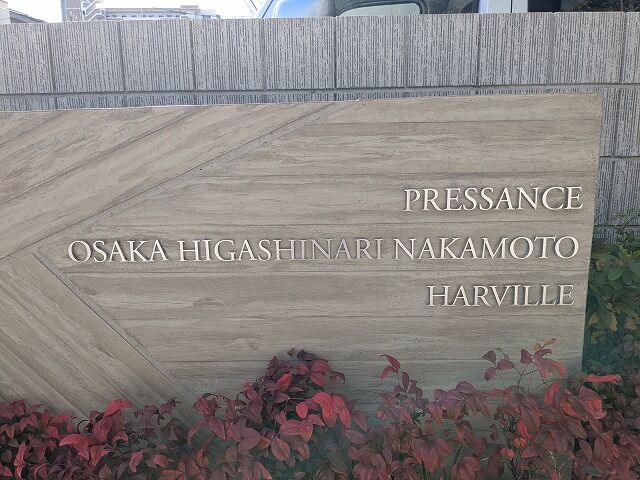 PRESSANCE
OSAKA HIGASHINARI NAKAMOTO
HARVILLE